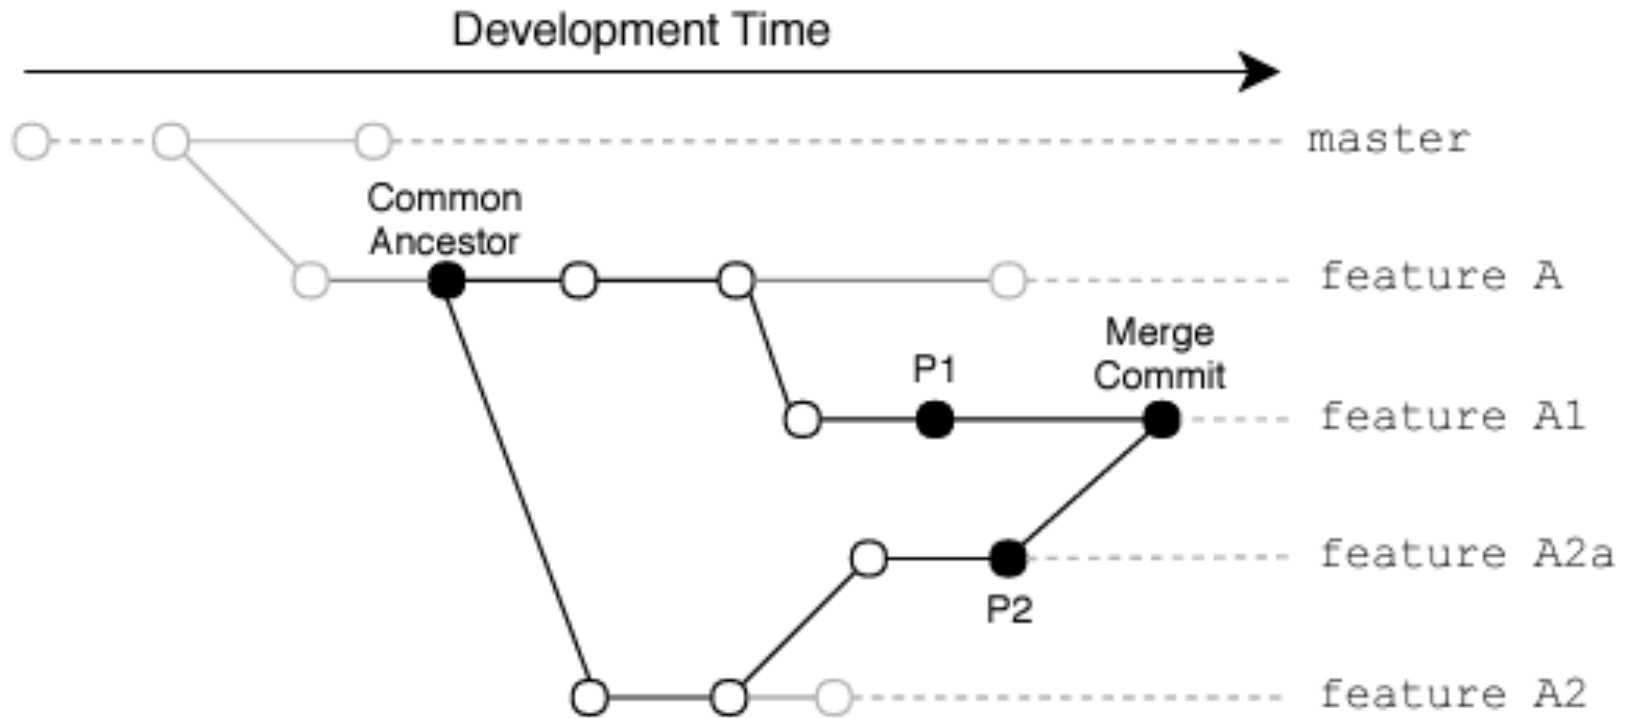 Development Time
master
Common
Ancestor
feature A
Merge
Commit
P1
feature A1
feature A2a
P2
feature A2